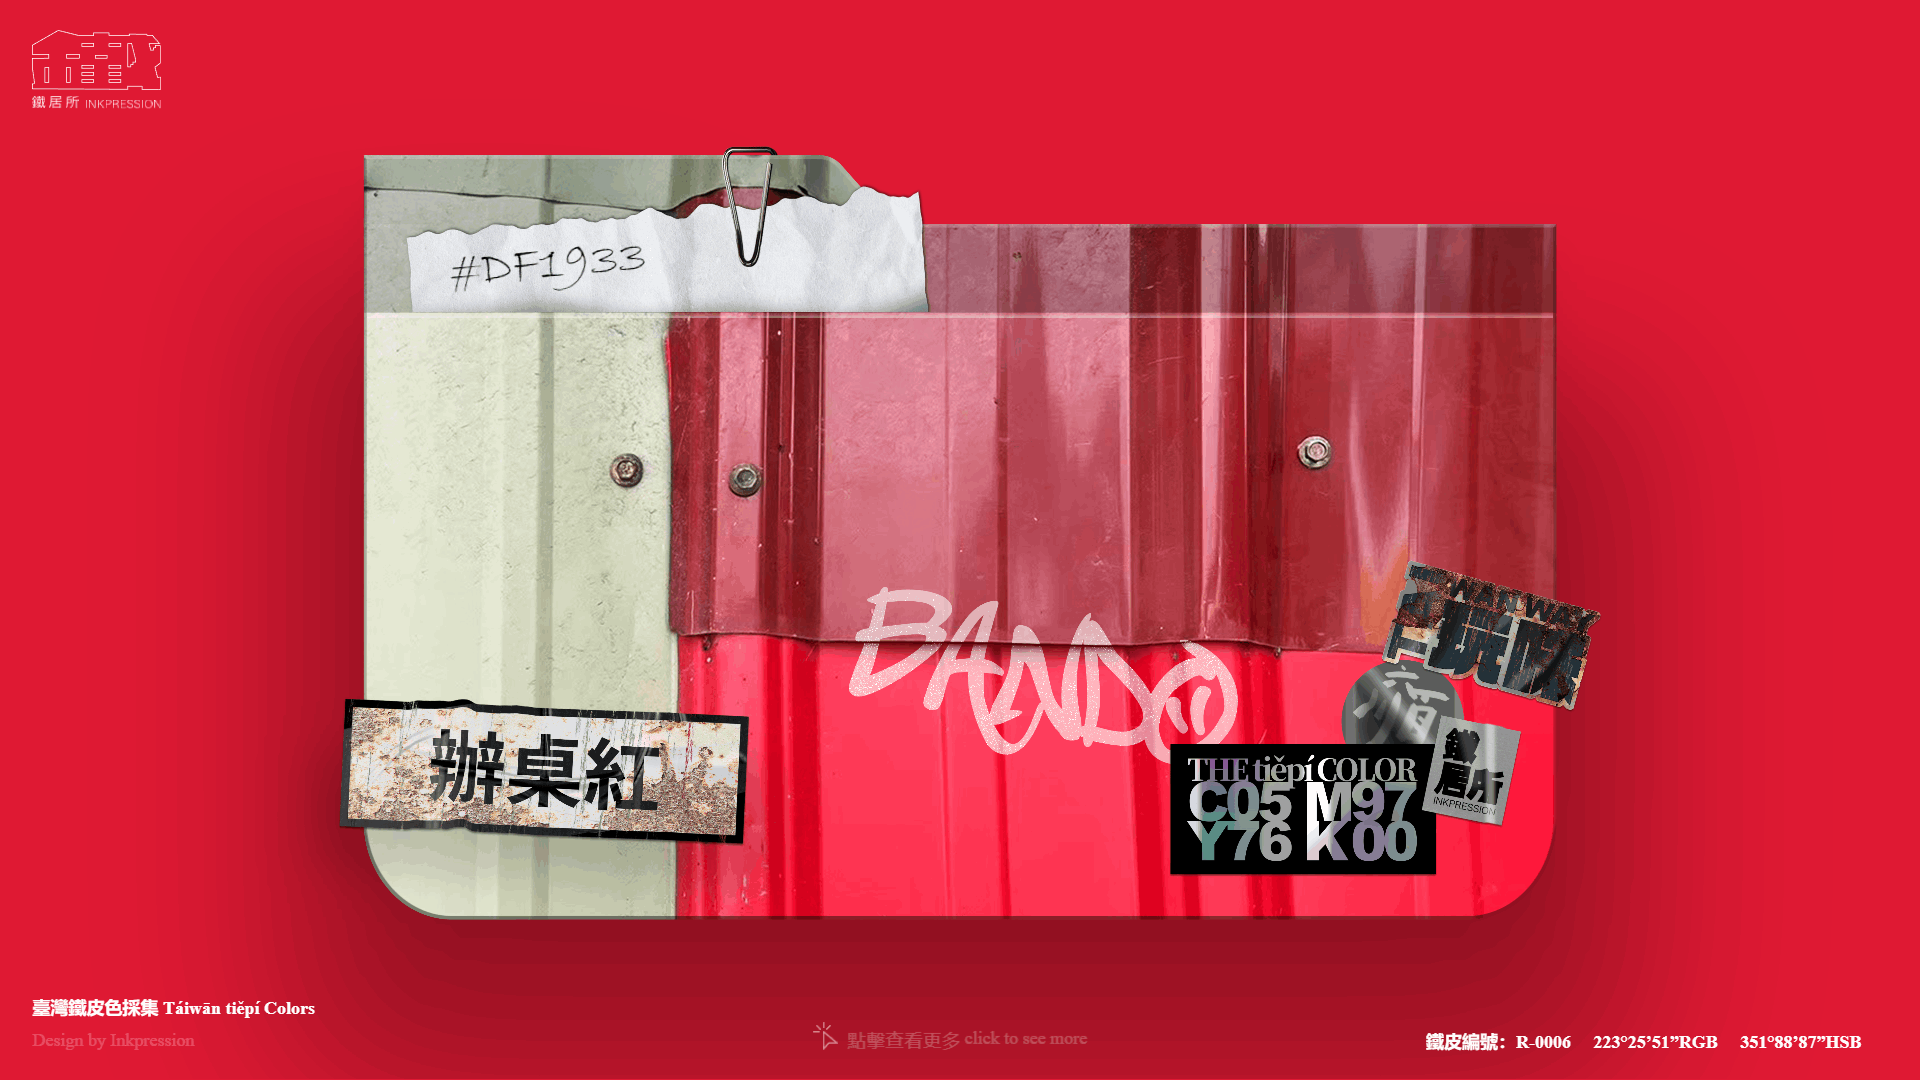 鐵居所 INKPRESSION
#DF1933
BANDO
辦桌紅
WAN WAY
THE tiěpí COLOR
C05 M97
Y76 K00
鐵居所
INKPRESSION
臺灣鐵皮色採集 Táiwān tiěpí Colors
Design by Inkpression
點擊查看更多 click to see more
鐵皮編號：R-0006 223°25’51”RGB 351°88’87”HSB